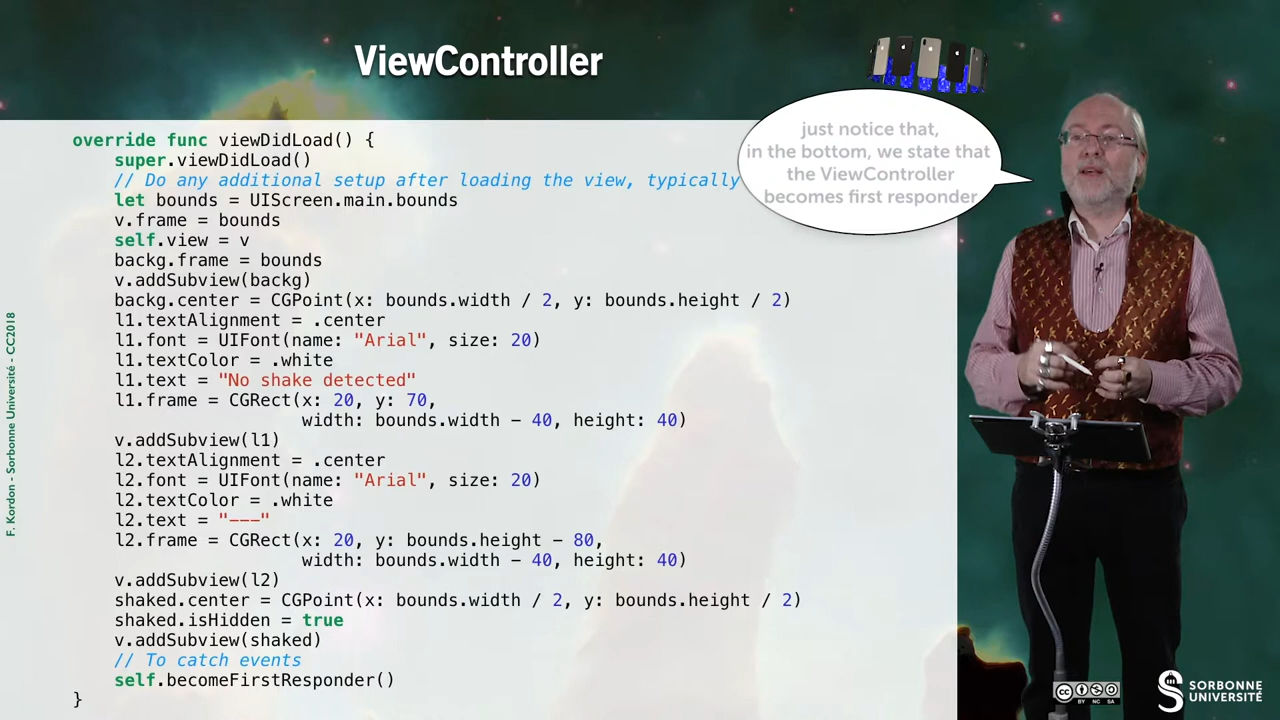 ViewController
just notice that,
in the bottom, we state that
the ViewController
becomes first responder
override func viewDidLoad() {
super.viewDidLoad()
// Do any additional setup after loading the view, typically
let bounds = UIScreen.main.bounds
v.frame = bounds
self.view = v
backg.frame = bounds
v.addSubview(backg)
backg.center = CGPoint(x: bounds.width / 2, y: bounds.height / 2)
l1.textAlignment = .center
l1.font = UIFont(name: "Arial", size: 20)
l1.textColor = .white
l1.text = "No shake detected"
l1.frame = CGRect(x: 20, y: 70,
width: bounds.width - 40, height: 40)
v.addSubview(l1)
l2.textAlignment = .center
l2.font = UIFont(name: "Arial", size: 20)
l2.textColor = .white
l2.text = "---"
l2.frame = CGRect(x: 20, y: bounds.height - 80,
width: bounds.width - 40, height: 40)
v.addSubview(l2)
shaked.center = CGPoint(x: bounds.width / 2, y: bounds.height / 2)
shaked.isHidden = true
v.addSubview(shaked)
// To catch events
self.becomeFirstResponder()
}
F. Kordon - Sorbonne Université - CC2018
cc
BY NC SA
SORBONNE
UNIVERSITÉ